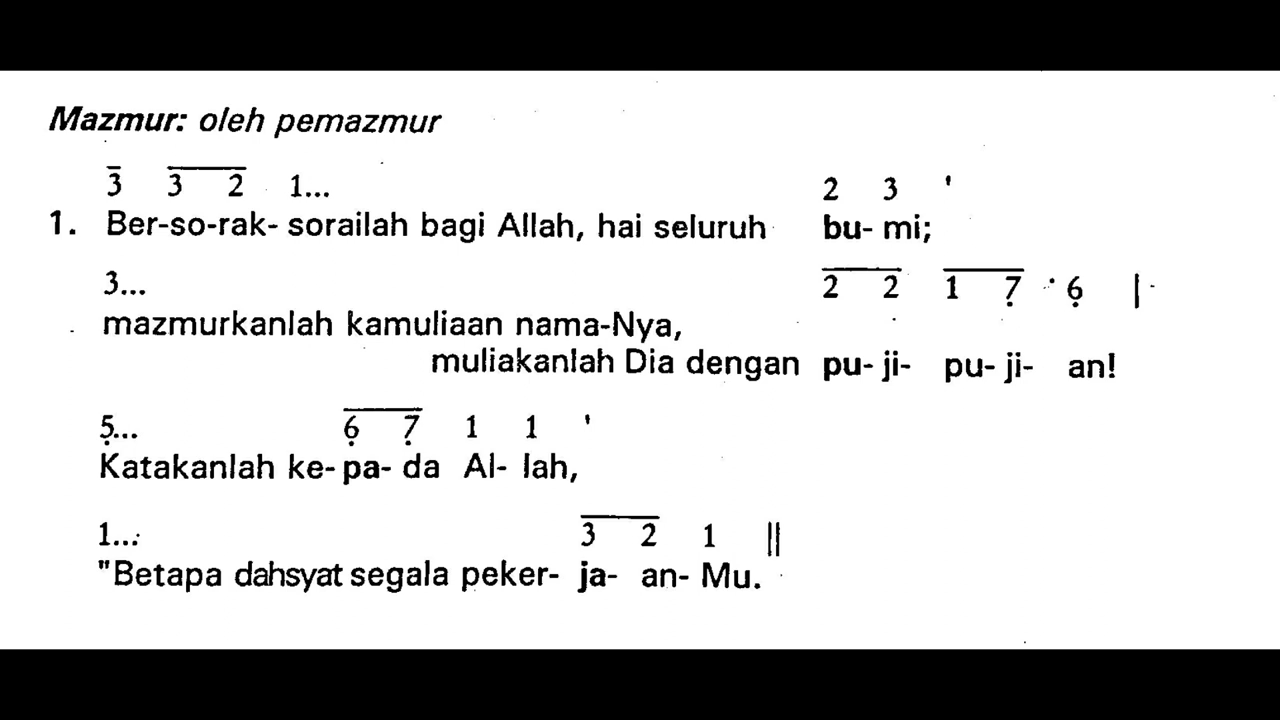 Mazmur: oleh pemazmur
3 3 2 1... 2 3 '
1. Ber-so-rak- sorailah bagi Allah, hai seluruh bu- mi;
3... 2 2 1 7̣ 6̣ |
mazmurkanlah kamuliaan nama-Nya,
muliakanlah Dia dengan pu- ji- pu- ji- an!
5̣... 6̣ 7̣ 1 1 '
Katakanlah ke- pa- da Al- lah,
1... 3 2 1 ||
"Betapa dahsyat segala peker- ja- an- Mu.